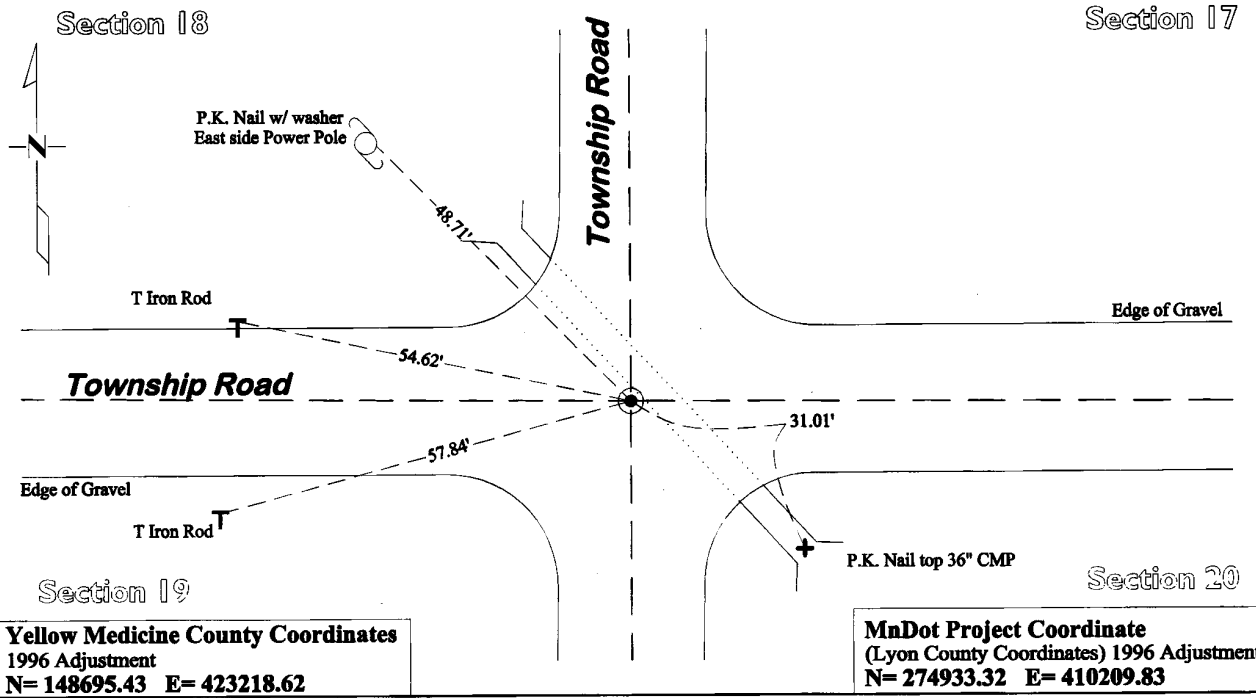 Section 18
Section 17
Township Road
P.K. Nail w/ washer
East side Power Pole
N
48.71'
T Iron Rod
T
Edge of Gravel
54.62'
Township Road
31.01'
57.84'
Edge of Gravel
T Iron Rod
T
P.K. Nail top 36" CMP
Section 19
Section 20
Yellow Medicine County Coordinates
1996 Adjustment
N= 148695.43 E= 423218.62
MnDot Project Coordinate
(Lyon County Coordinates) 1996 Adjustment
N= 274933.32 E= 410209.83